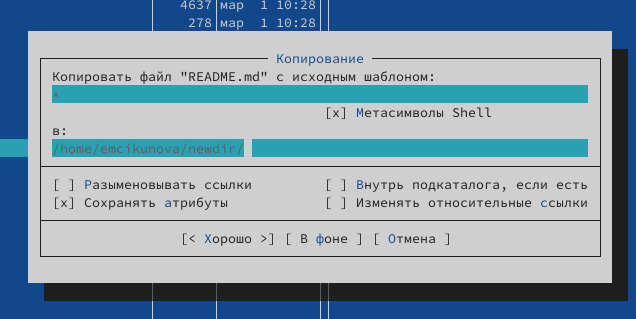 4637 мар  1 10:28
278 мар  1 10:28
Копирование
Копировать файл "README.md" с исходным шаблоном:
*
[x] Метасимволы Shell
в:
/home/emcikunova/newdir/
[ ] Разыменовывать ссылки [ ] Внутрь подкаталога, если есть
[x] Сохранять атрибуты [ ] Изменять относительные ссылки
[< Хорошо >] [ В фоне ] [ Отмена ]